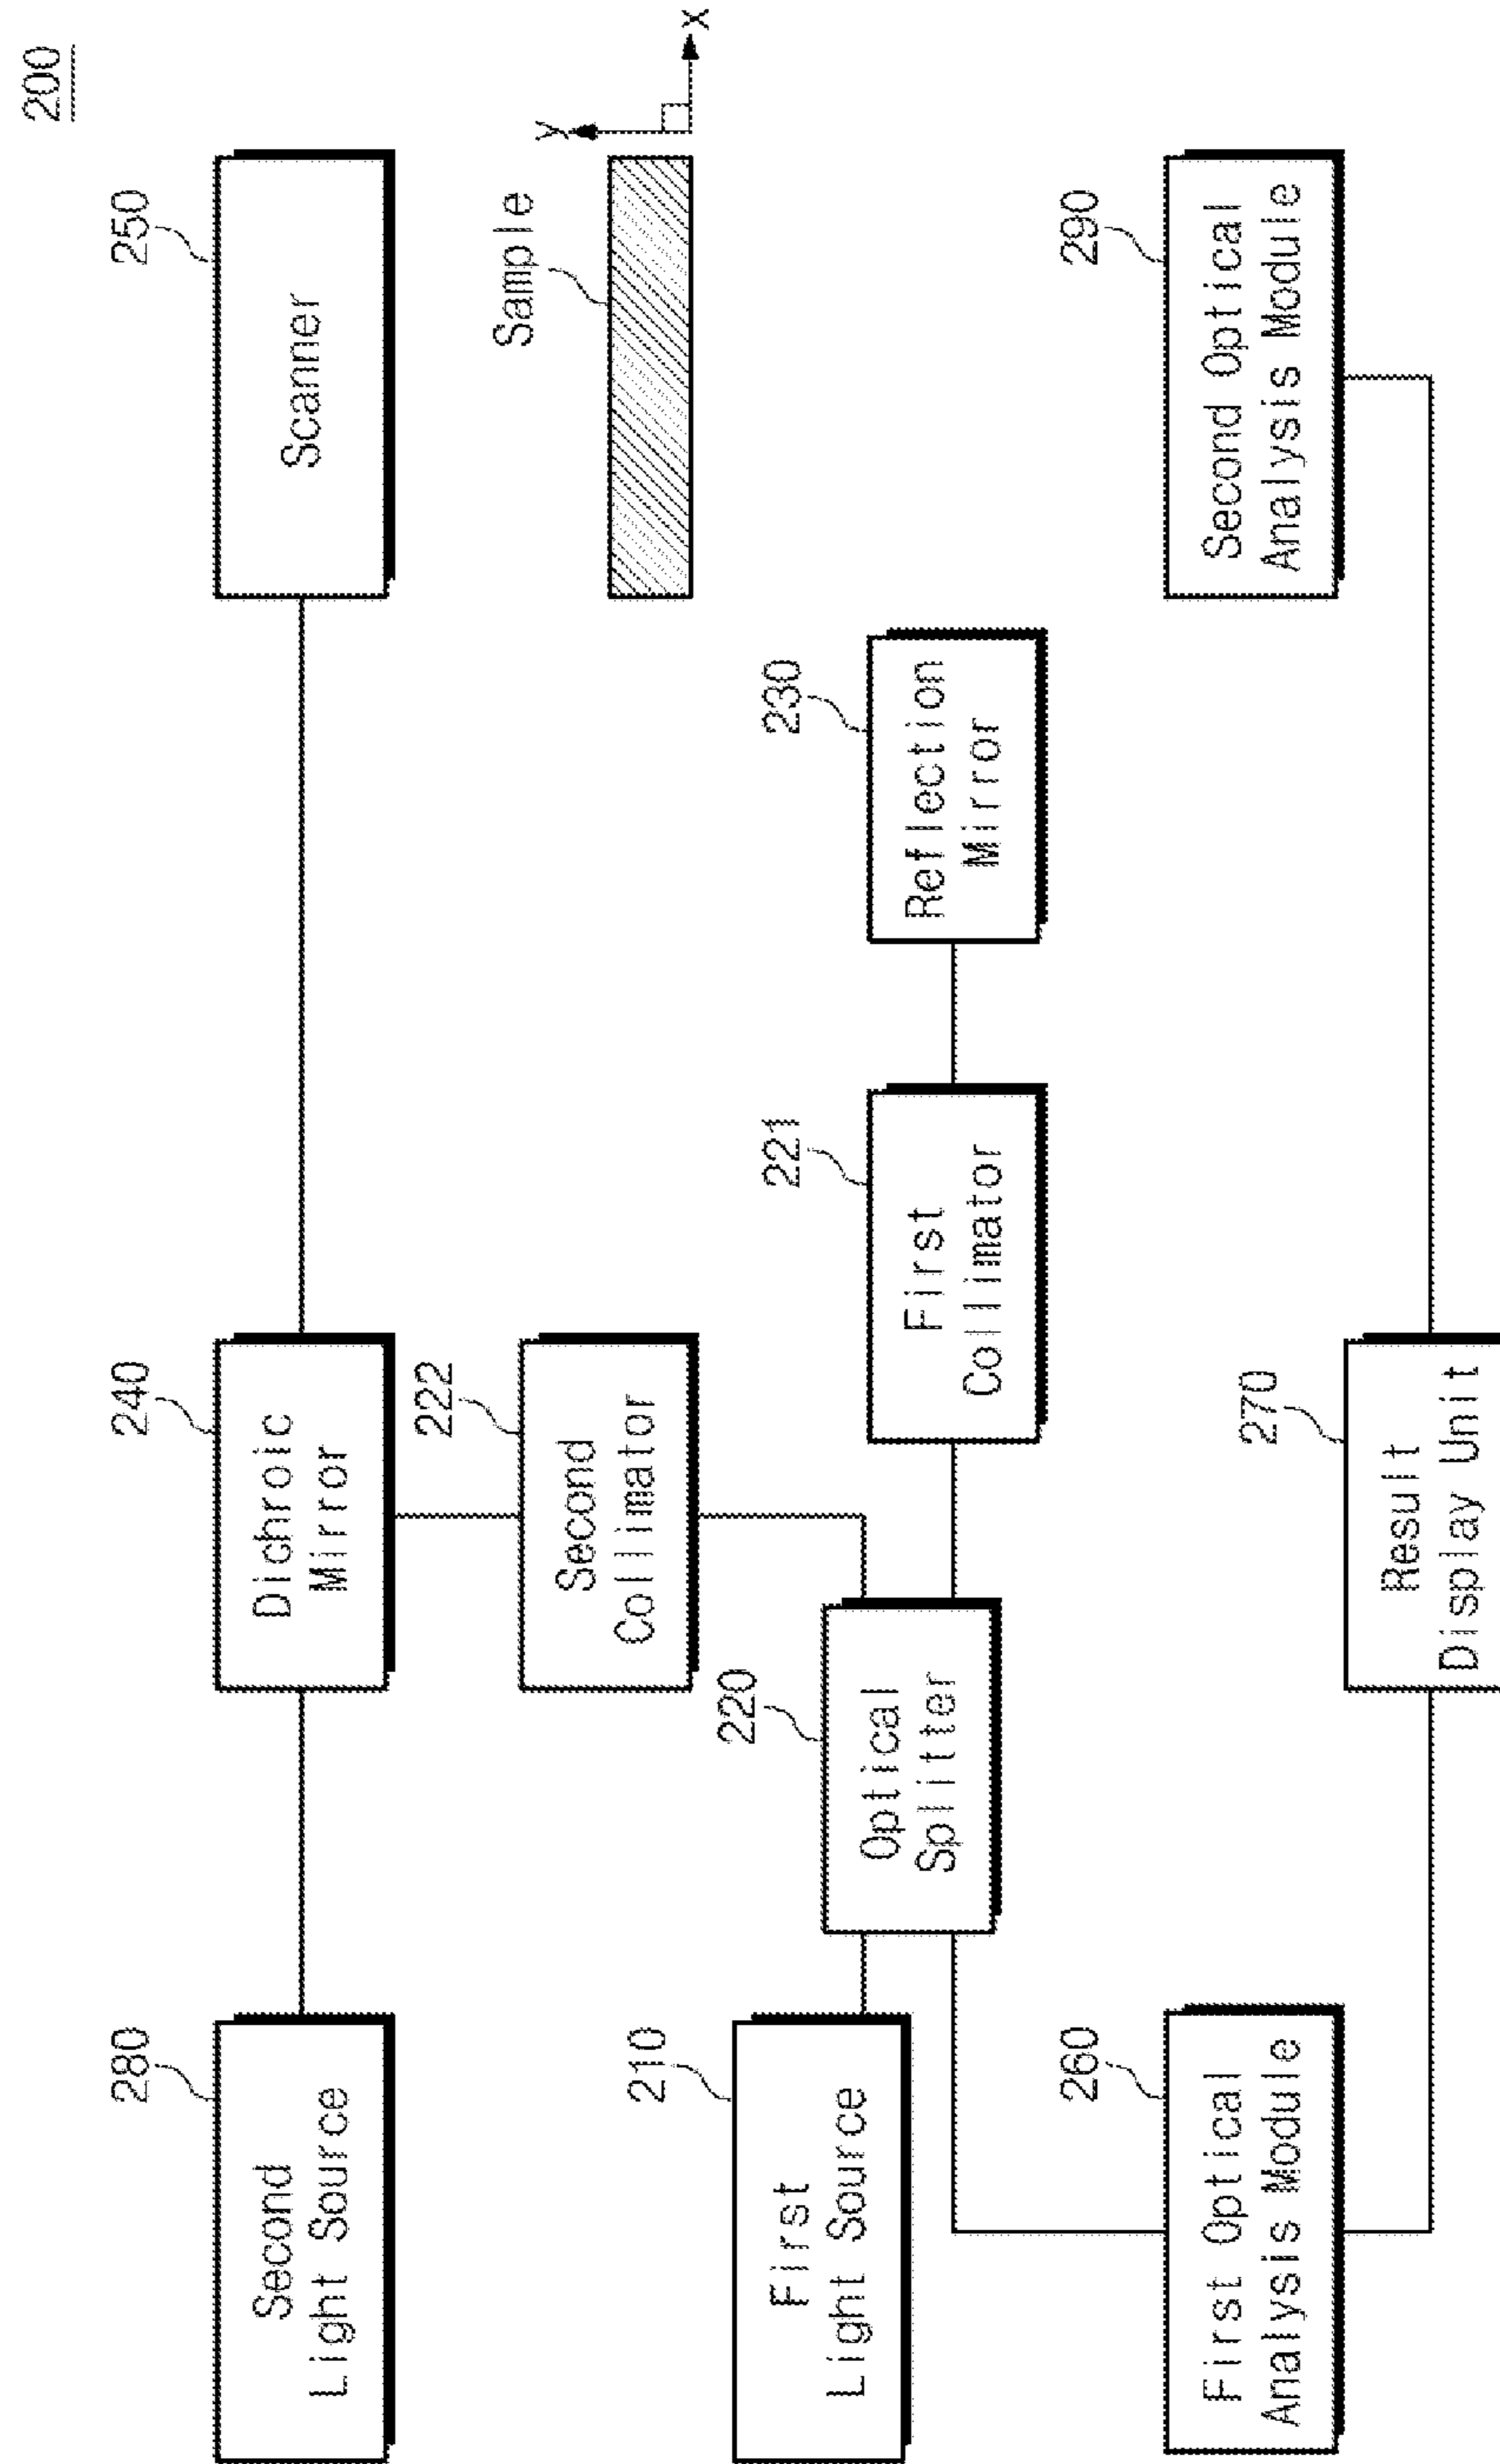 200
280
Second
Light Source
240
Dichroic
Mirror
250
Scanner
222
Second
Collimator
Sample
y
x
210
First
Light Source
220
Optical
Splitter
221
First
Collimator
230
Reflection
Mirror
260
First Optical
Analysis Module
270
Result
Display Unit
290
Second Optical
Analysis Module